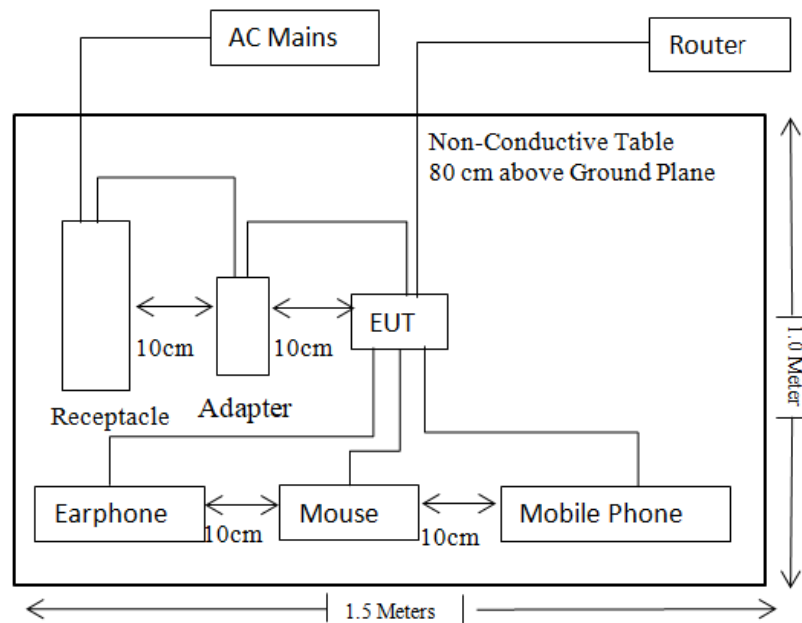 AC Mains
Router
Non-Conductive Table
80 cm above Ground Plane
EUT
10cm
10cm
Receptacle
Adapter
1.0 Meter
Earphone
10cm
Mouse
10cm
Mobile Phone
1.5 Meters